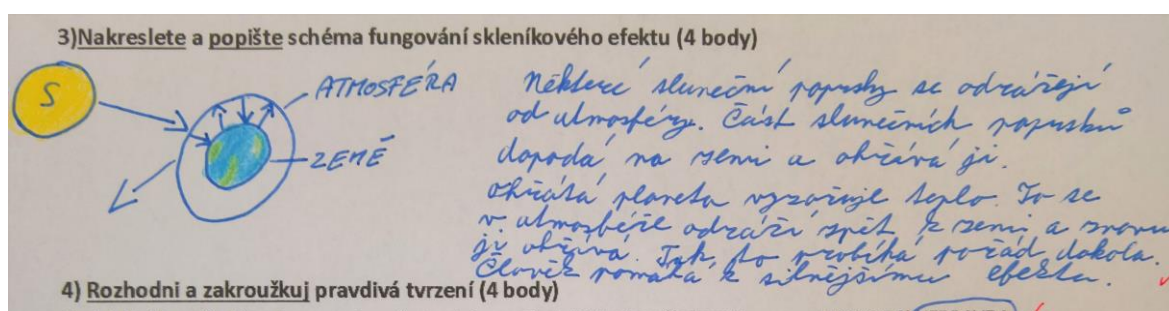 3)Nakreslete a popište schéma fungování skleníkového efektu (4 body)
S
ATMOSFÉRA
ZEMĚ
Některé sluneční paprsky se odrážejí
od atmosféry. Část slunečních paprsků
dopadá na zemi a ohřívá ji.
Ohřátá planeta vyzařuje teplo. To se
v atmosféře odráží zpět k zemi a znovu
ji ohřívá. Tak to probíhá pořád dokola.
Člověk pomáhá k silnějšímu efektu.
4) Rozhodni a zakroužkuj pravdivá tvrzení (4 body)